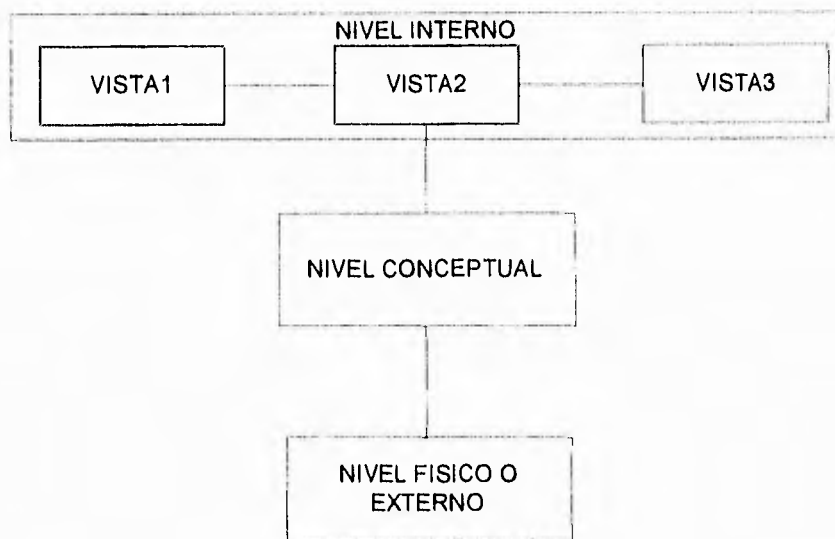 NIVEL INTERNO
VISTA1
VISTA2
VISTA3
NIVEL CONCEPTUAL
NIVEL FISICO O
EXTERNO